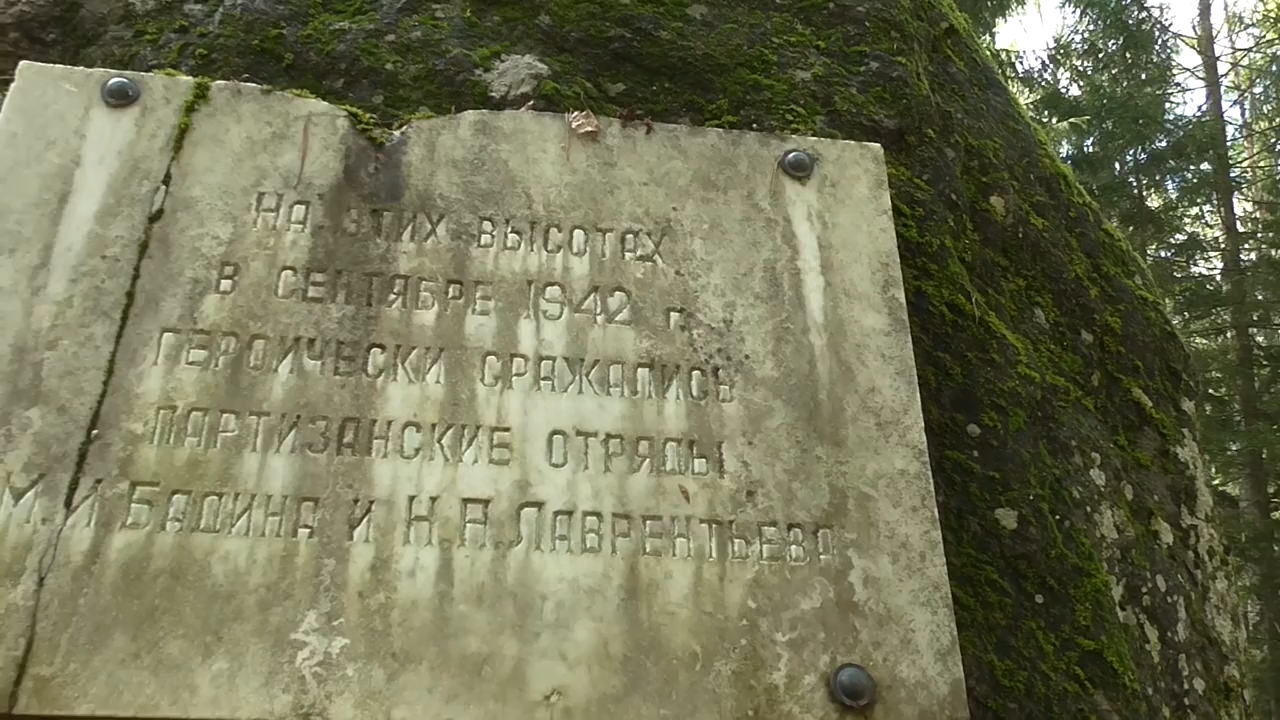 НА ЭТИХ ВЫСОТАХ
В СЕНТЯБРЕ 1942 г.
ГЕРОИЧЕСКИ СРАЖАЛИСЬ
ПАРТИЗАНСКИЕ ОТРЯДЫ
М.И БАДИНА И Н.А.ЛАВРЕНТЬЕВА